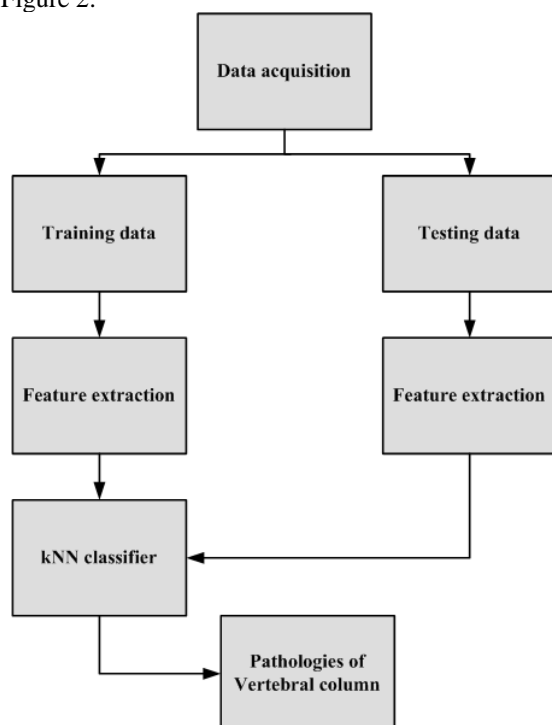 Figure 2.
Data acquisition
Training data
Testing data
Feature extraction
Feature extraction
kNN classifier
Pathologies of
Vertebral column